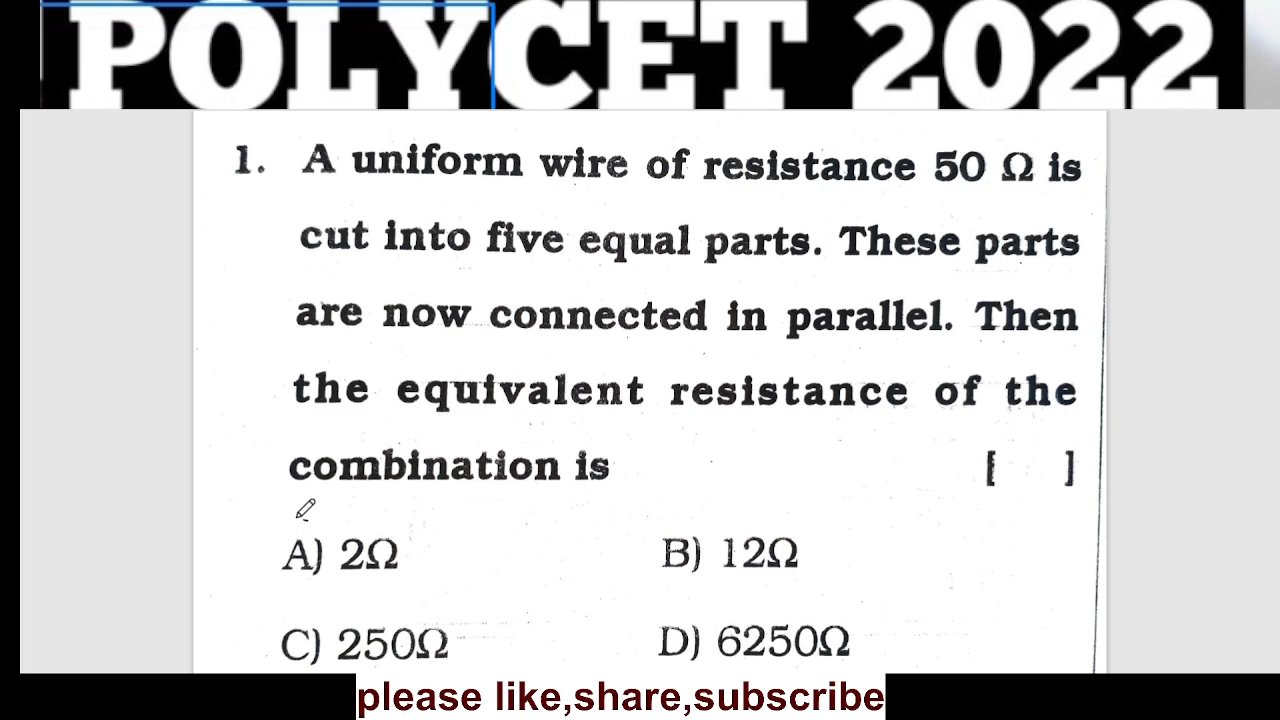 POLYCET 2022
1. A uniform wire of resistance 50 Ω is
cut into five equal parts. These parts
are now connected in parallel. Then
the equivalent resistance of the
combination is [ ]
A) 2Ω B) 12Ω
C) 250Ω D) 6250Ω
please like,share,subscribe